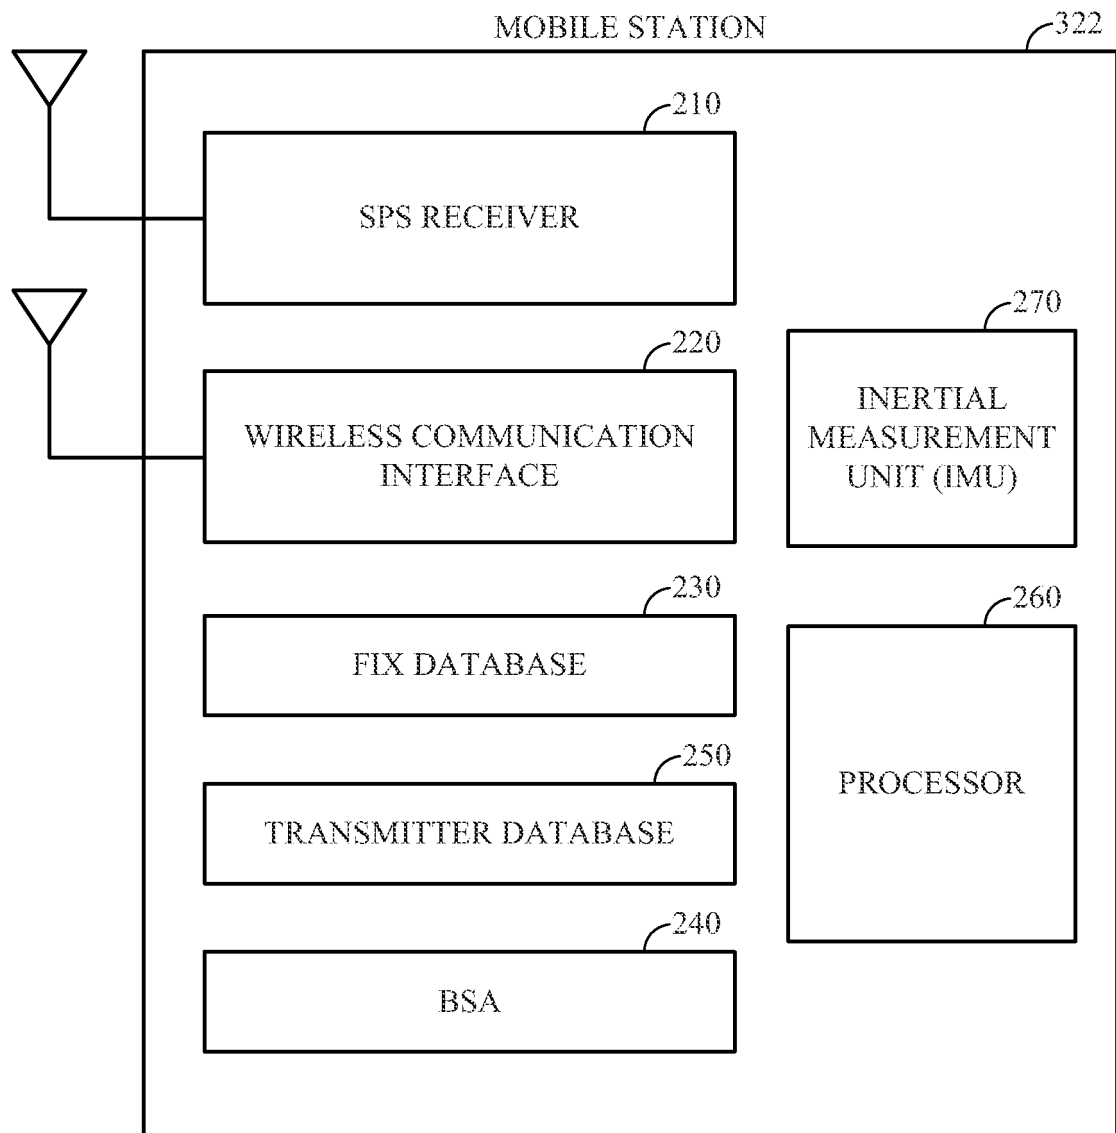 MOBILE STATION
322
210
SPS RECEIVER
220
WIRELESS COMMUNICATION
INTERFACE
270
INERTIAL
MEASUREMENT
UNIT (IMU)
230
FIX DATABASE
260
PROCESSOR
250
TRANSMITTER DATABASE
240
BSA